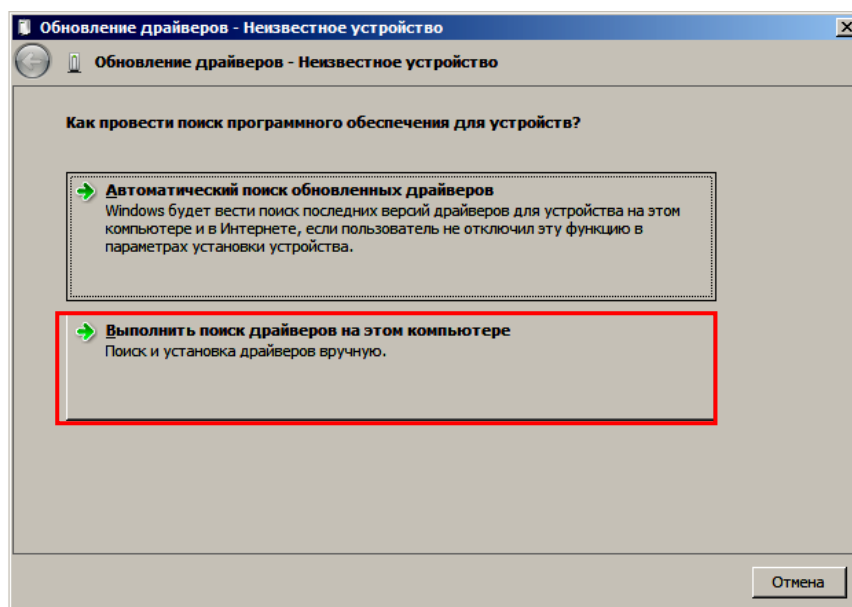 Обновление драйверов - Неизвестное устройство
Обновление драйверов - Неизвестное устройство
Как провести поиск программного обеспечения для устройств?
Автоматический поиск обновленных драйверов
Windows будет вести поиск последних версий драйверов для устройства на этом
компьютере и в Интернете, если пользователь не отключил эту функцию в
параметрах установки устройства.
Выполнить поиск драйверов на этом компьютере
Поиск и установка драйверов вручную.
Отмена